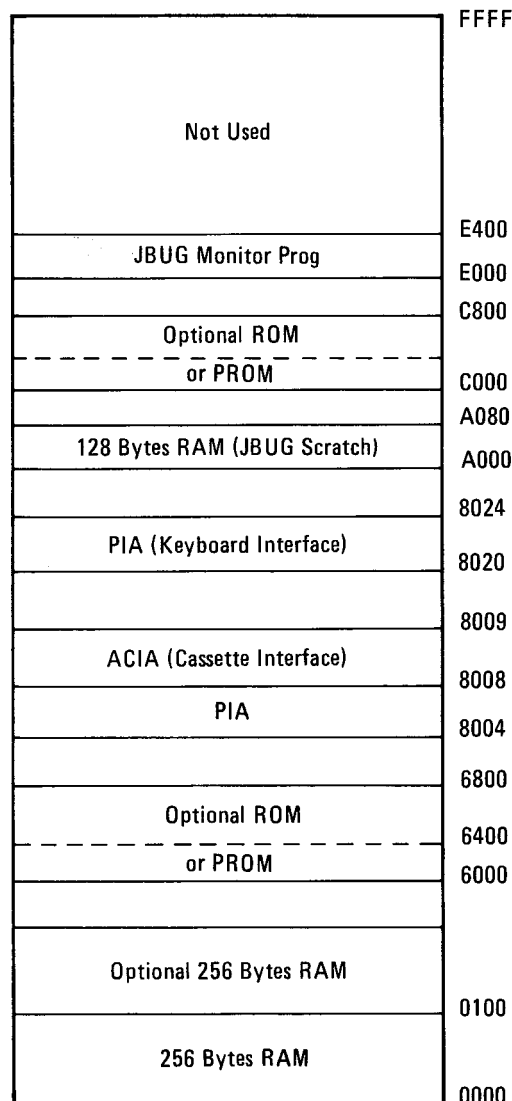 FFFF
Not Used
E400
JBUG Monitor Prog
E000
C800
Optional ROM
or PROM
C000
A080
128 Bytes RAM (JBUG Scratch)
A000
8024
PIA (Keyboard Interface)
8020
8009
ACIA (Cassette Interface)
8008
PIA
8004
6800
Optional ROM
6400
or PROM
6000
Optional 256 Bytes RAM
0100
256 Bytes RAM
0000